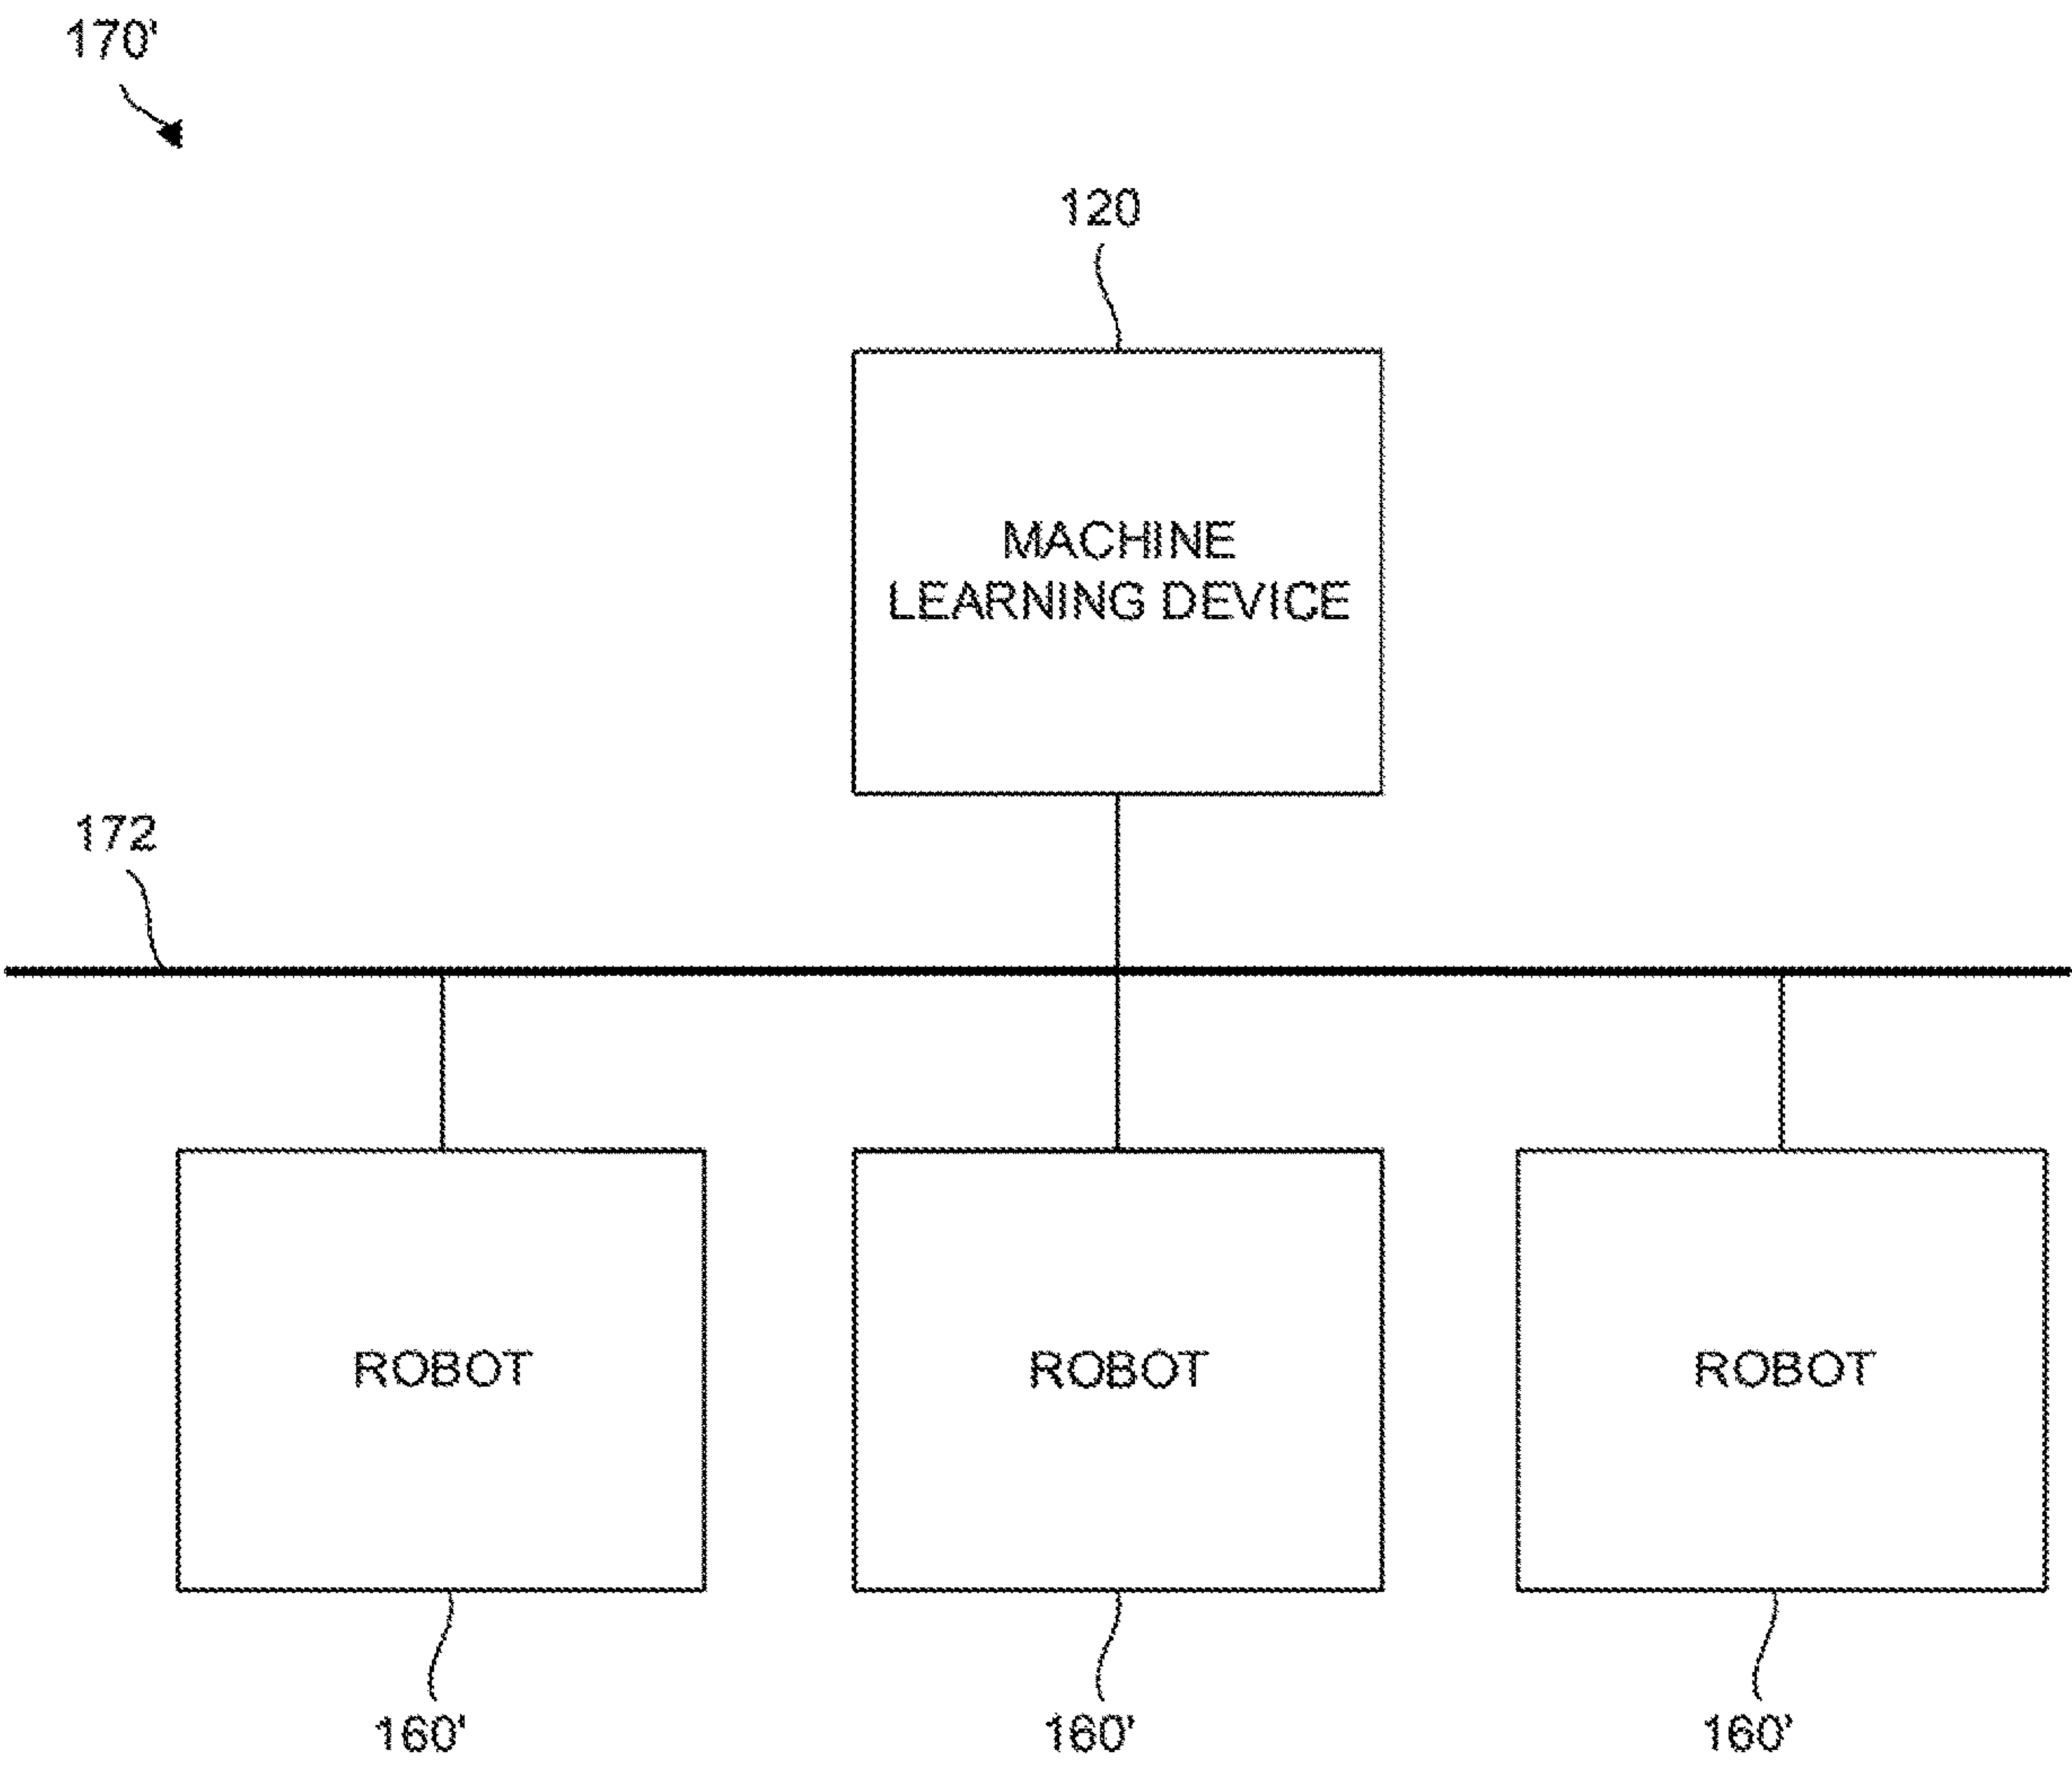 170'
120
MACHINE
LEARNING DEVICE
172
ROBOT
ROBOT
ROBOT
160'
160'
160'